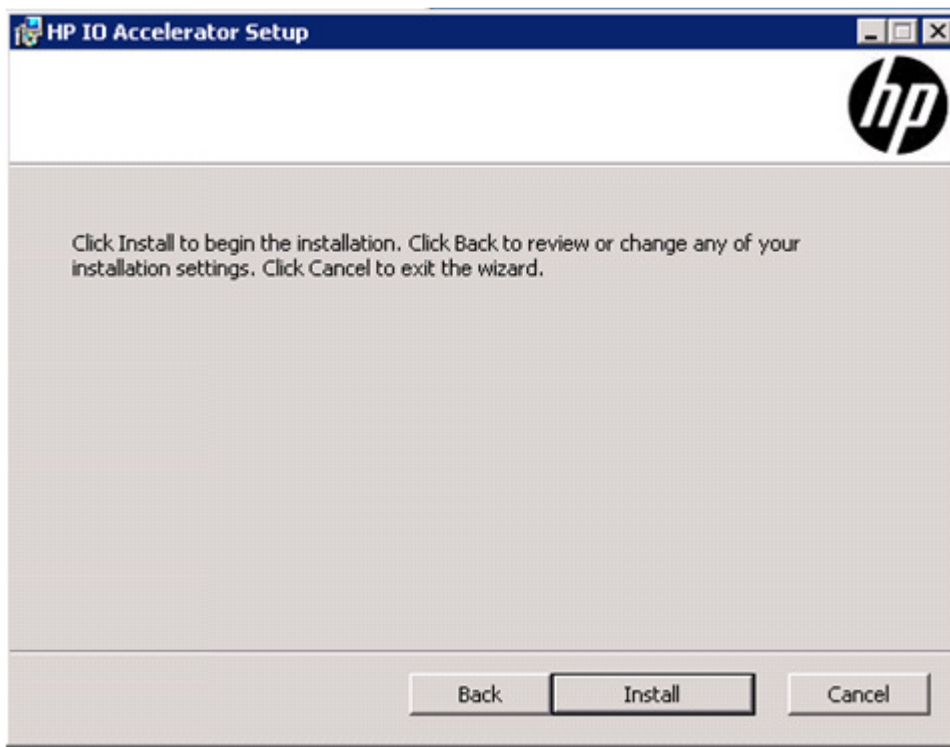 HP IO Accelerator Setup
hp
Click Install to begin the installation. Click Back to review or change any of your
installation settings. Click Cancel to exit the wizard.
Back Install Cancel